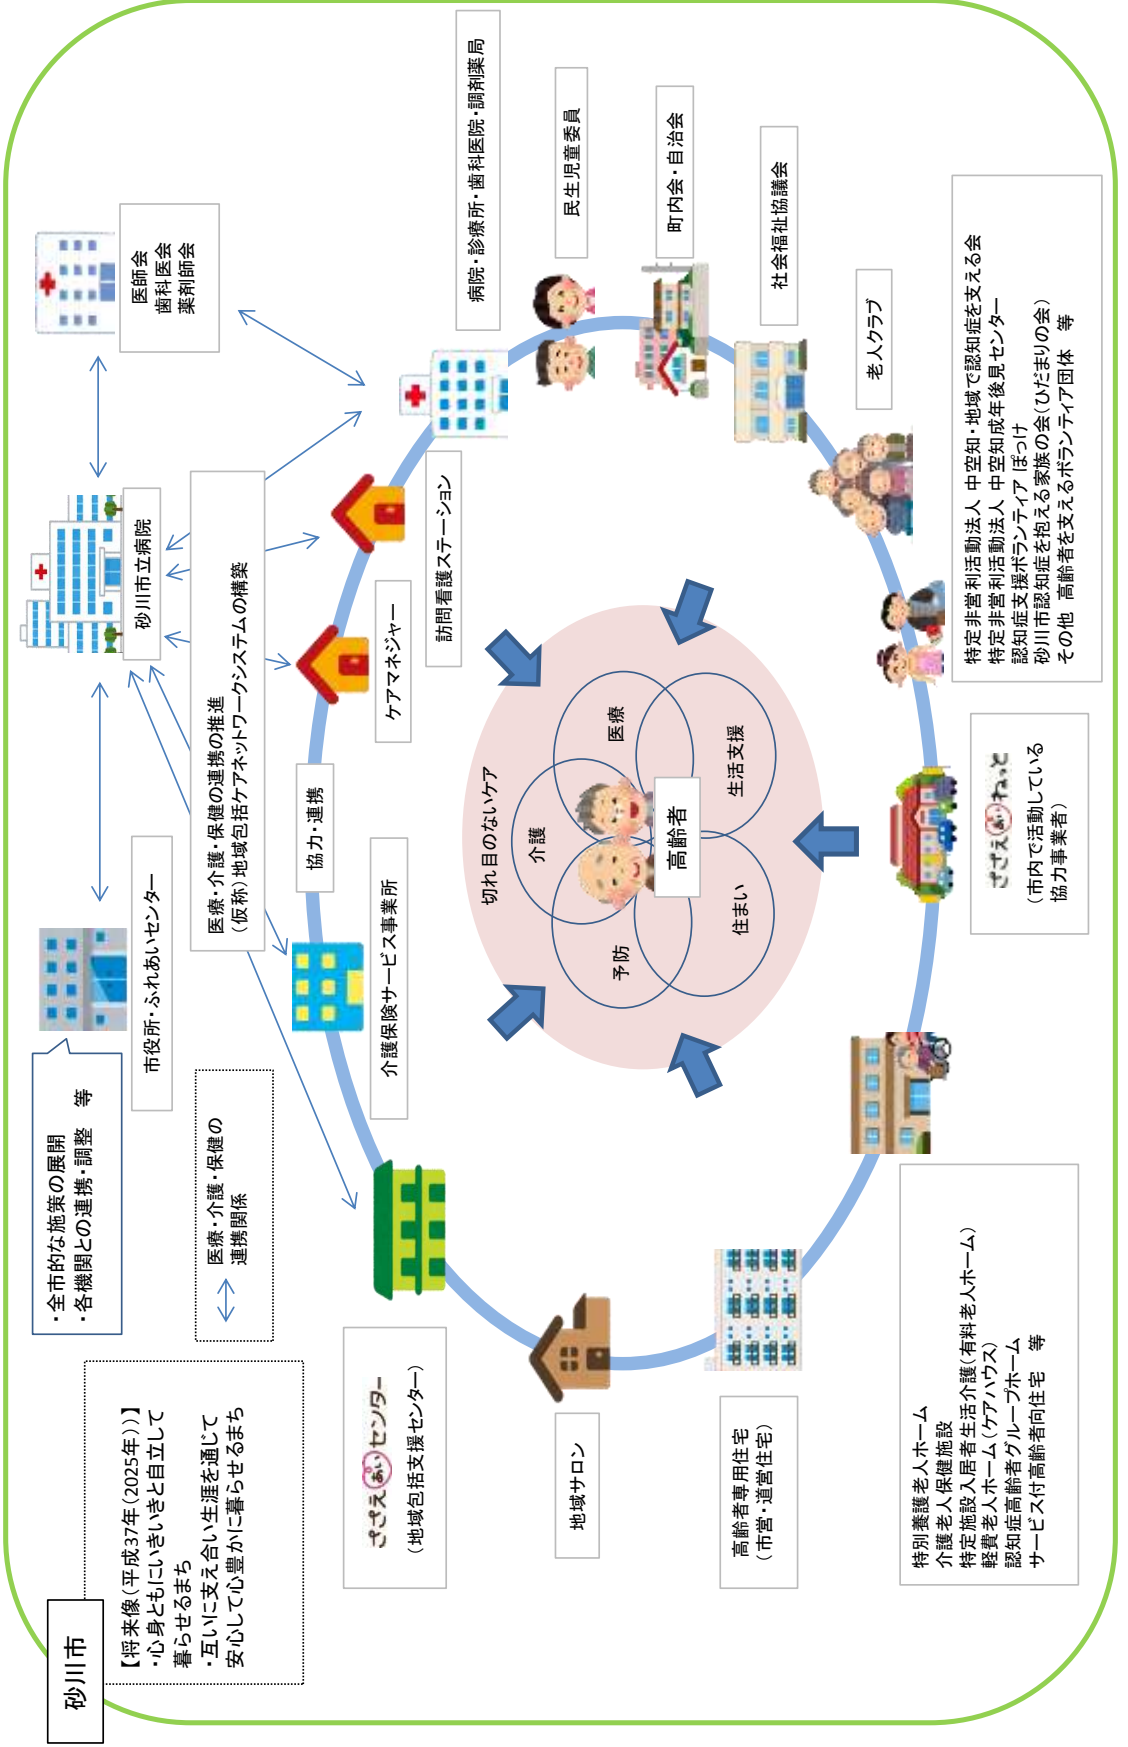 砂川市
【将来像（平成37年（2025年））】
・心身ともにいきいきと自立して
暮らせるまち
・互いに支え合い生涯を通じて
安心して心豊かに暮らせるまち
・全市的な施策の展開
・各機関との連携・調整　等
医療・介護・保健の
連携関係
市役所・ふれあいセンター
砂川市立病院
医師会
歯科医会
薬剤師会
医療・介護・保健の連携の推進
（仮称）地域包括ケアネットワークシステムの構築
ささえあいセンター
（地域包括支援センター）
介護保険サービス事業所
協力・連携
ケアマネジャー
訪問看護ステーション
病院・診療所・歯科医院・調剤薬局
民生児童委員
町内会・自治会
社会福祉協議会
老人クラブ
切れ目のないケア
介護
医療
予防
高齢者
住まい
生活支援
地域サロン
高齢者専用住宅
（市営・道営住宅）
特別養護老人ホーム
介護老人保健施設
特定施設入居者生活介護（有料老人ホーム）
軽費老人ホーム（ケアハウス）
認知症高齢者グループホーム
サービス付高齢者向住宅　等
ささえあいねっと
（市内で活動している
協力事業者）
特定非営利活動法人 中空知・地域で認知症を支える会
特定非営利活動法人 中空知成年後見センター
認知症支援ボランティア ぽっけ
砂川市認知症を抱える家族の会（ひだまりの会）
その他 高齢者を支えるボランティア団体　等